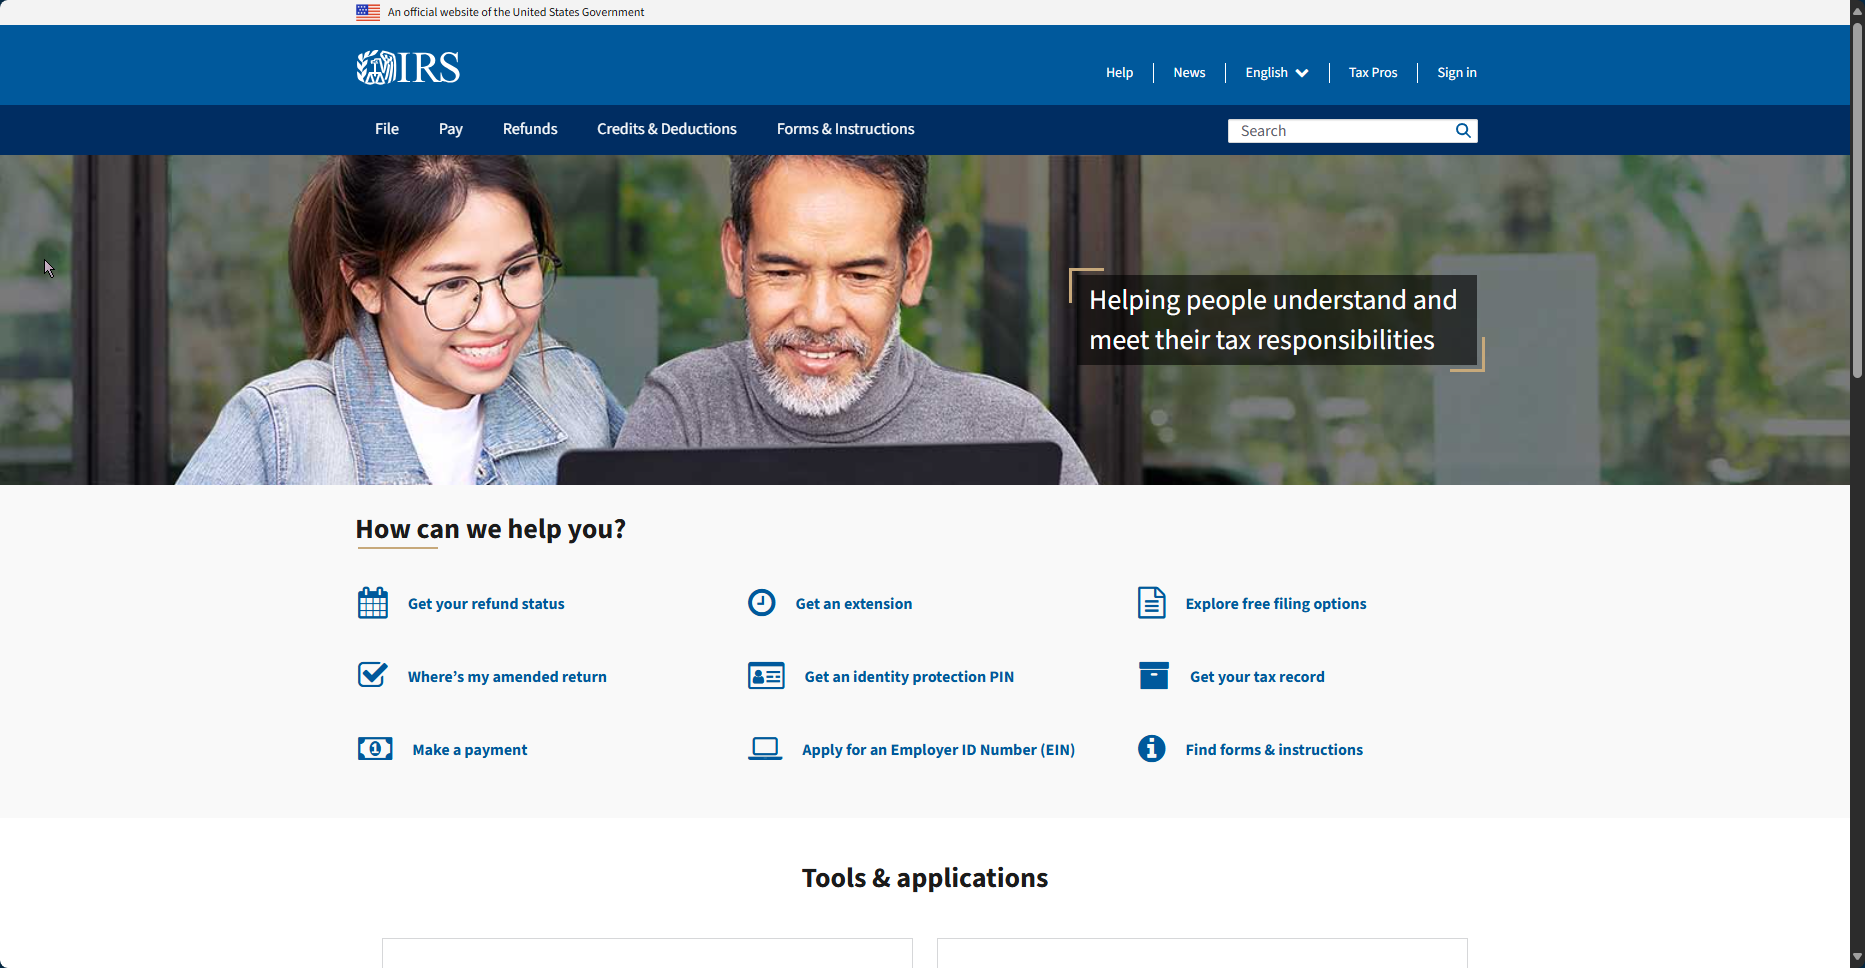 An official website of the United States Government
IRS
Help
News
English
Tax Pros
Sign in
File
Pay
Refunds
Credits & Deductions
Forms & Instructions
Search
Helping people understand and
meet their tax responsibilities
How can we help you?
Get your refund status
Get an extension
Explore free filing options
Where’s my amended return
Get an identity protection PIN
Get your tax record
Make a payment
Apply for an Employer ID Number (EIN)
Find forms & instructions
Tools & applications